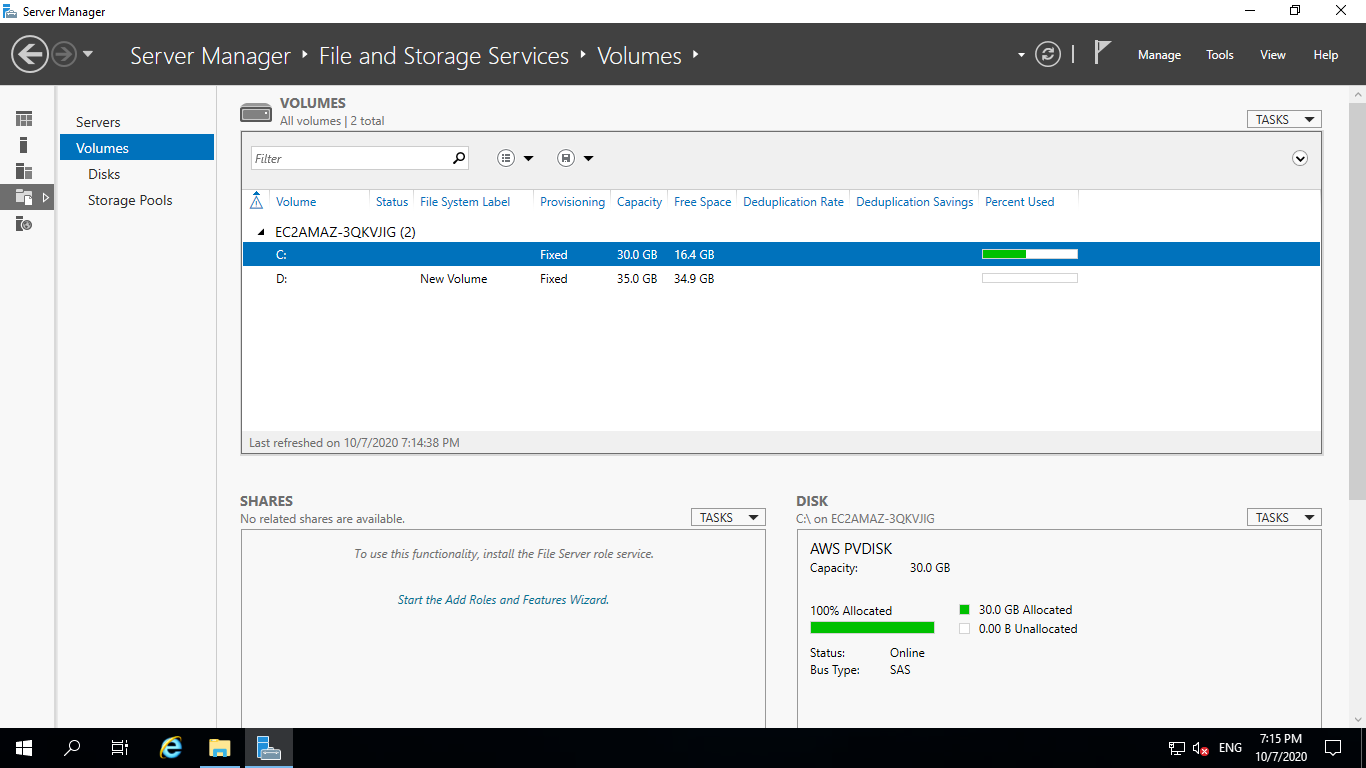 Server Manager
Server Manager File and Storage Services Volumes
Manage Tools View Help
Servers
Volumes
Disks
Storage Pools
VOLUMES
All volumes | 2 total
TASKS
Filter
Volume Status File System Label Provisioning Capacity Free Space Deduplication Rate Deduplication Savings Percent Used
EC2AMAZ-3QKVJIG (2)
C: Fixed 30.0 GB 16.4 GB
D: New Volume Fixed 35.0 GB 34.9 GB
Last refreshed on 10/7/2020 7:14:38 PM
SHARES
No related shares are available.
TASKS
To use this functionality, install the File Server role service.
Start the Add Roles and Features Wizard.
DISK
C:\ on EC2AMAZ-3QKVJIG
TASKS
AWS PVDISK
Capacity: 30.0 GB
100% Allocated
30.0 GB Allocated
0.00 B Unallocated
Status: Online
Bus Type: SAS
ENG
7:15 PM
10/7/2020